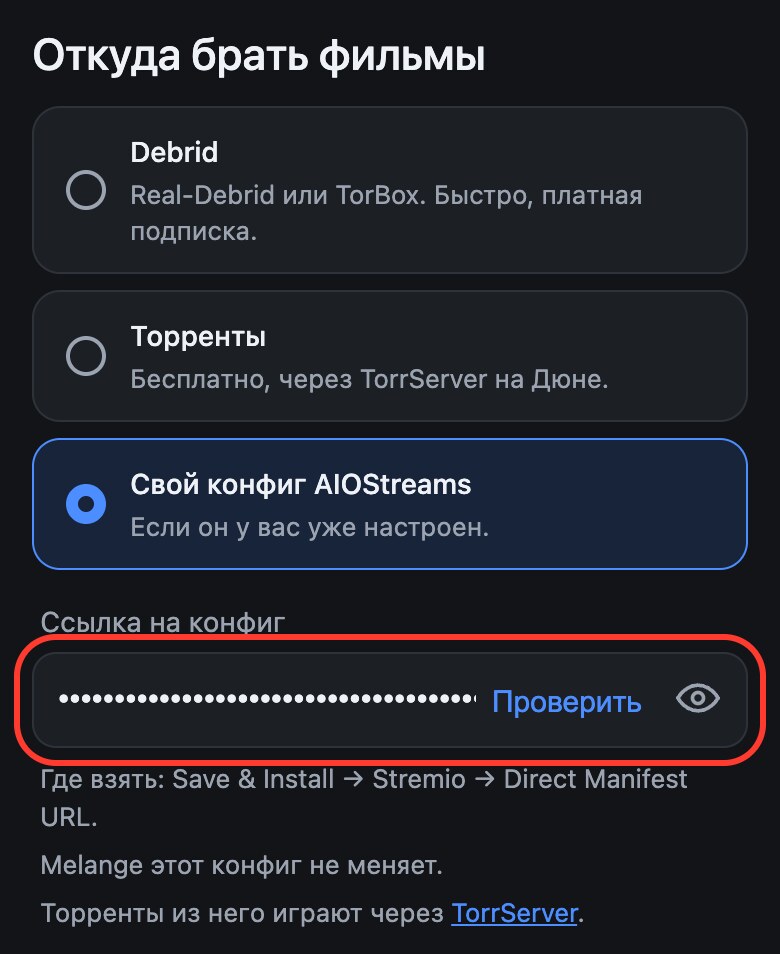 Откуда брать фильмы
Debrid
Real-Debrid или TorBox. Быстро, платная
подписка.
Торренты
Бесплатно, через TorrServer на Дюне.
Свой конфиг AIOStreams
Если он у вас уже настроен.
Ссылка на конфиг
Проверить
Где взять: Save & Install → Stremio → Direct Manifest
URL.
Melange этот конфиг не меняет.
Торренты из него играют через TorrServer.